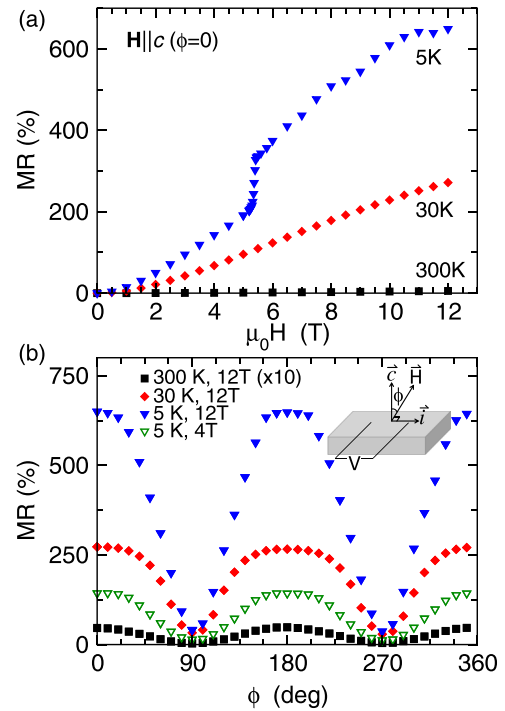 (a)
H||c (ϕ=0)
5K
30K
300K
MR (%)
600
400
200
0
0 2 4 6 8 10 12
μ₀H (T)
(b)
300 K, 12T (x10)
30 K, 12T
5 K, 12T
5 K, 4T
c
ϕ
H
i
V
MR (%)
750
500
250
0
0 90 180 270 360
ϕ (deg)